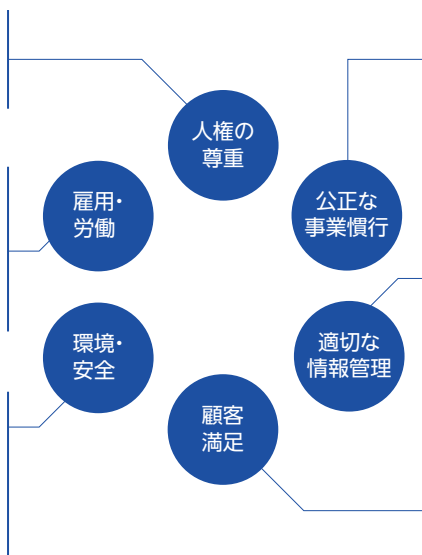 人権の
尊重
雇用・
労働
公正な
事業慣行
環境・
安全
適切な
情報管理
顧客
満足